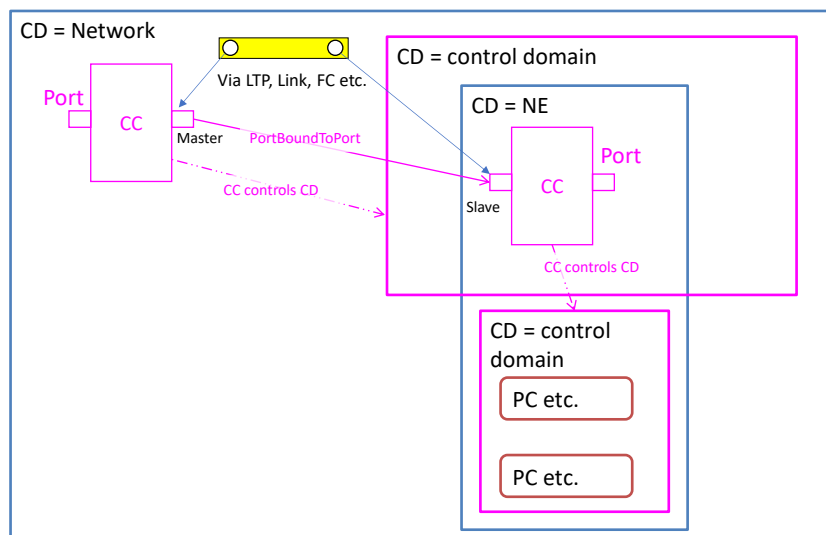 CD = Network
Via LTP, Link, FC etc.
CD = control domain
CD = NE
Port
CC
Master
PortBoundToPort
CC controls CD
Port
CC
Slave
CC controls CD
CD = control
domain
PC etc.
PC etc.